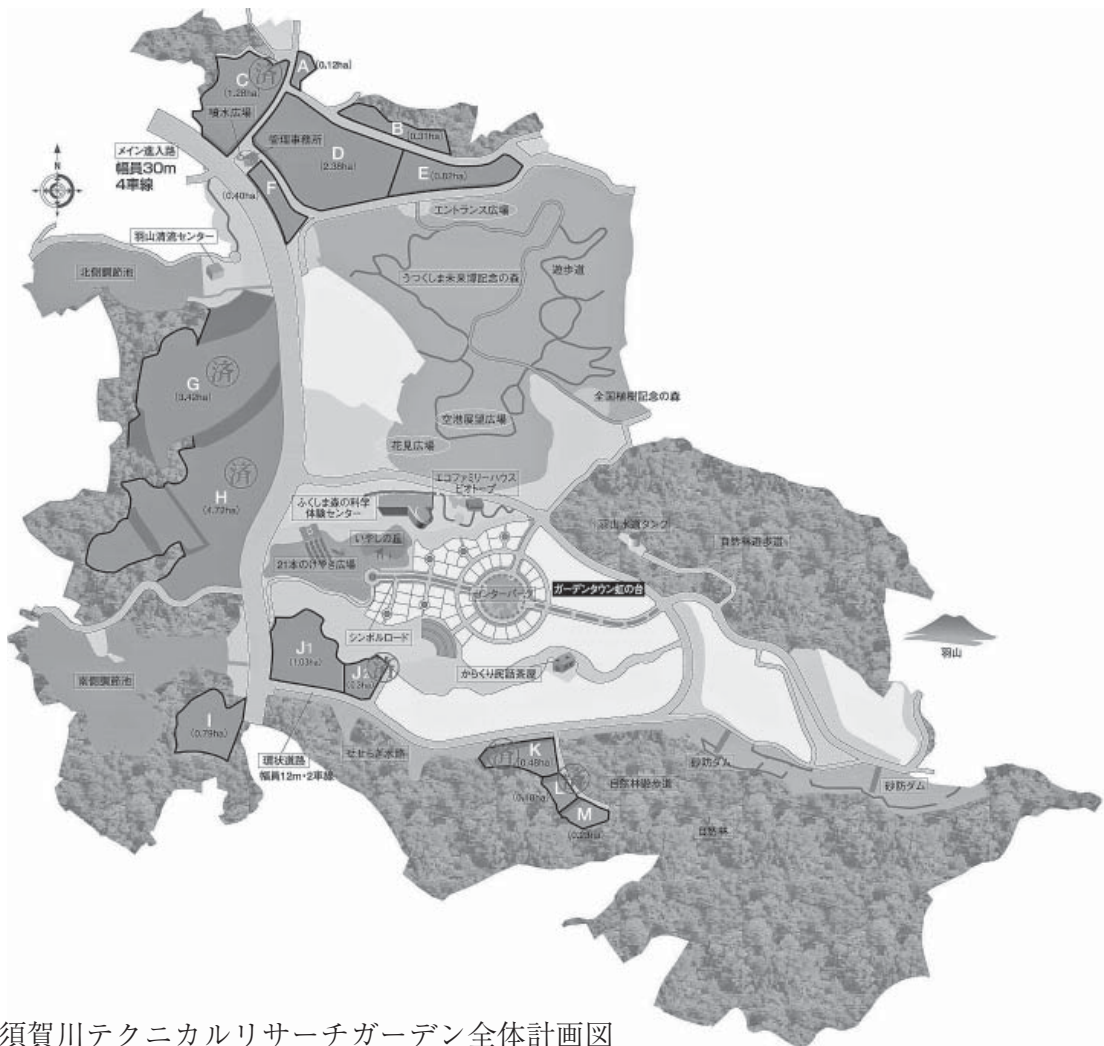 A
(0.12ha)
C
済
(1.28ha)
噴水広場
B
(0.31ha)
管理事務所
メイン進入路
幅員30m
4車線
N
D
(2.38ha)
E
(0.82ha)
F
(0.40ha)
エントランス広場
羽山清流センター
北側調節池
うつくしま未来博記念の森
遊歩道
G
済
(3.42ha)
全国植樹記念の森
空港展望広場
花見広場
H
済
(4.72ha)
エコファミリーハウス
ビオトープ
ふくしま森の科学
体験センター
いやしの丘
21本のけやき広場
羽山水道タンク
自然林遊歩道
センターパーク
ガーデンタウン虹の台
シンボルロード
羽山
J1
(1.03ha)
J2
済
からくり民話茶屋
南側調節池
I
(0.79ha)
環状道路
幅員12m・2車線
せせらぎ水路
K
済
L
済
M
自然林遊歩道
砂防ダム
砂防ダム
自然林
須賀川テクニカルリサーチガーデン全体計画図